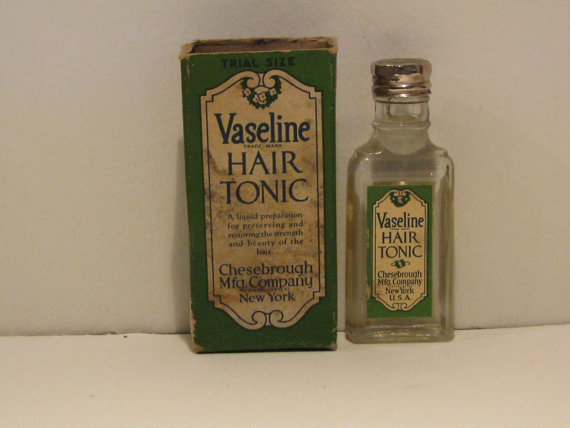 TRIAL SIZE
Vaseline
TRADE MARK
HAIR
TONIC
A liquid preparation
for preserving and
restoring the strength
and beauty of the
hair.
Chesebrough
Mfg. Company
New York
Vaseline
HAIR
TONIC
Chesebrough
Mfg. Company
New York
U.S.A.